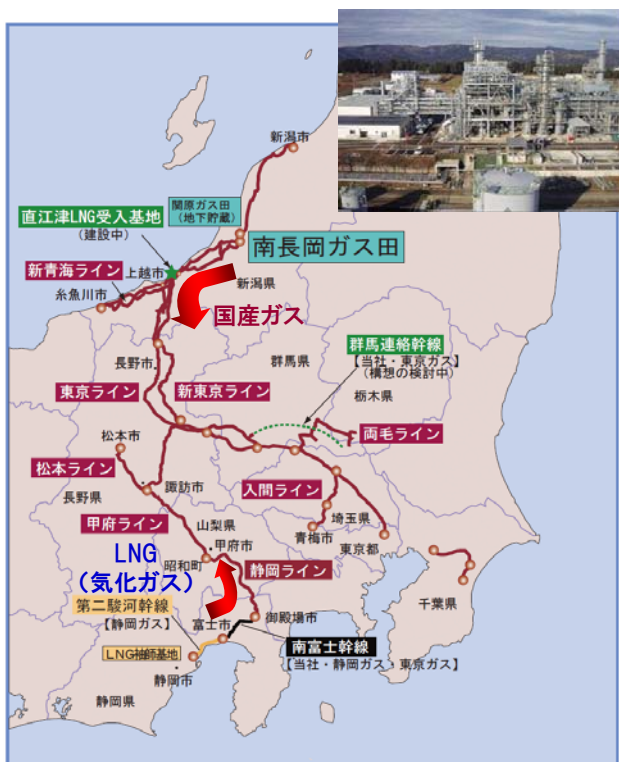 新潟市
関原ガス田
(地下貯蔵)
直江津LNG受入基地
(建設中)
南長岡ガス田
新青海ライン
上越市
新潟県
糸魚川市
国産ガス
群馬連絡幹線
【当社・東京ガス】
(構想の検討中)
群馬県
長野市
栃木県
東京ライン
新東京ライン
両毛ライン
松本市
松本ライン
諏訪市
入間ライン
長野県
甲府ライン
山梨県
埼玉県
青梅市
東京都
甲府市
LNG
(気化ガス)
昭和町
静岡ライン
千葉県
第二駿河幹線
【静岡ガス】
富士市
御殿場市
南富士幹線
【当社・静岡ガス・東京ガス】
LNG袖師基地
静岡市
静岡県